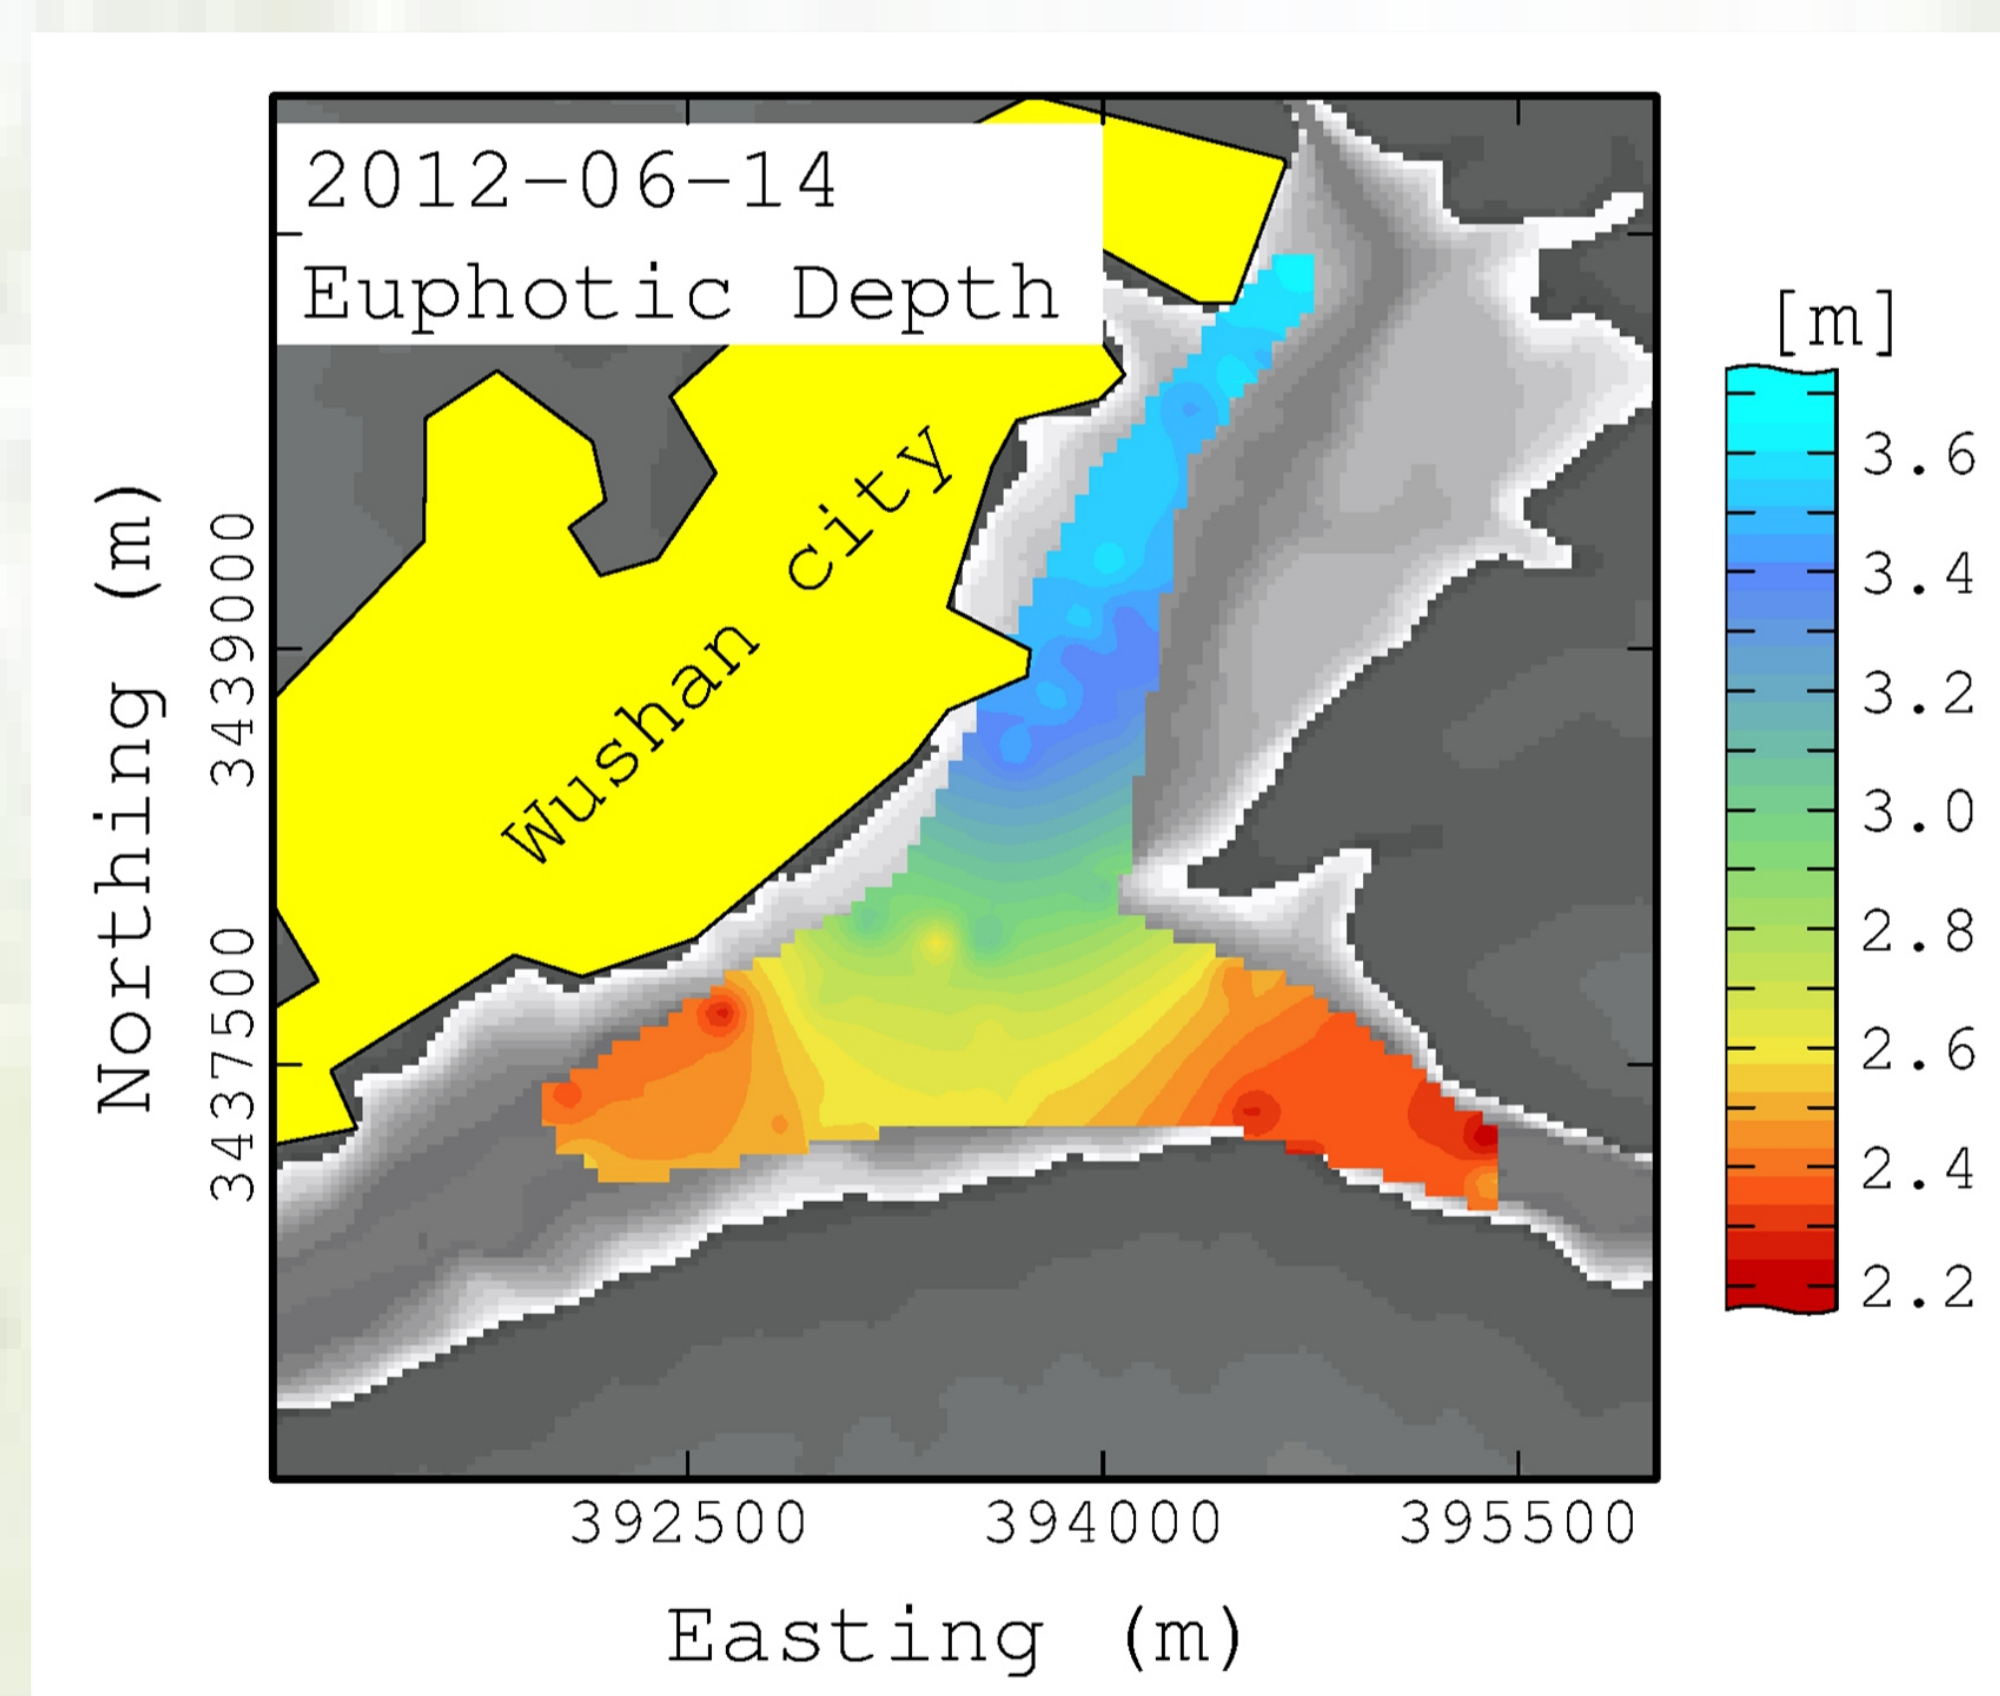 2012-06-14
Euphotic Depth
Wushan city
[m]
3.6
3.4
3.2
3.0
2.8
2.6
2.4
2.2
Northing (m)
3439000
3437500
392500 394000 395500
Easting (m)